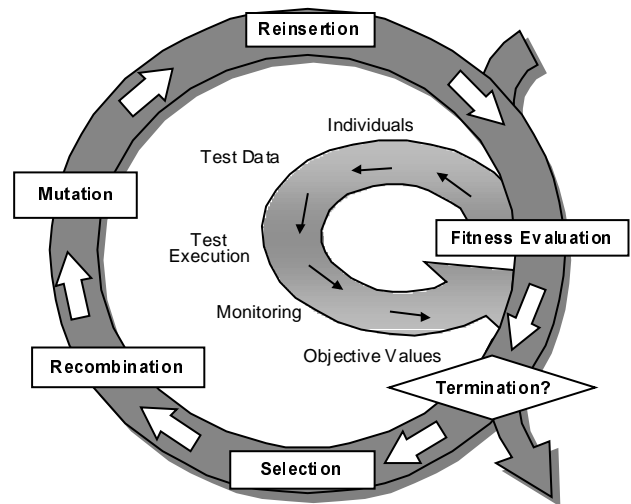 Reinsertion
Individuals
Test Data
Mutation
Test
Execution
Fitness Evaluation
Monitoring
Objective Values
Recombination
Termination?
Selection